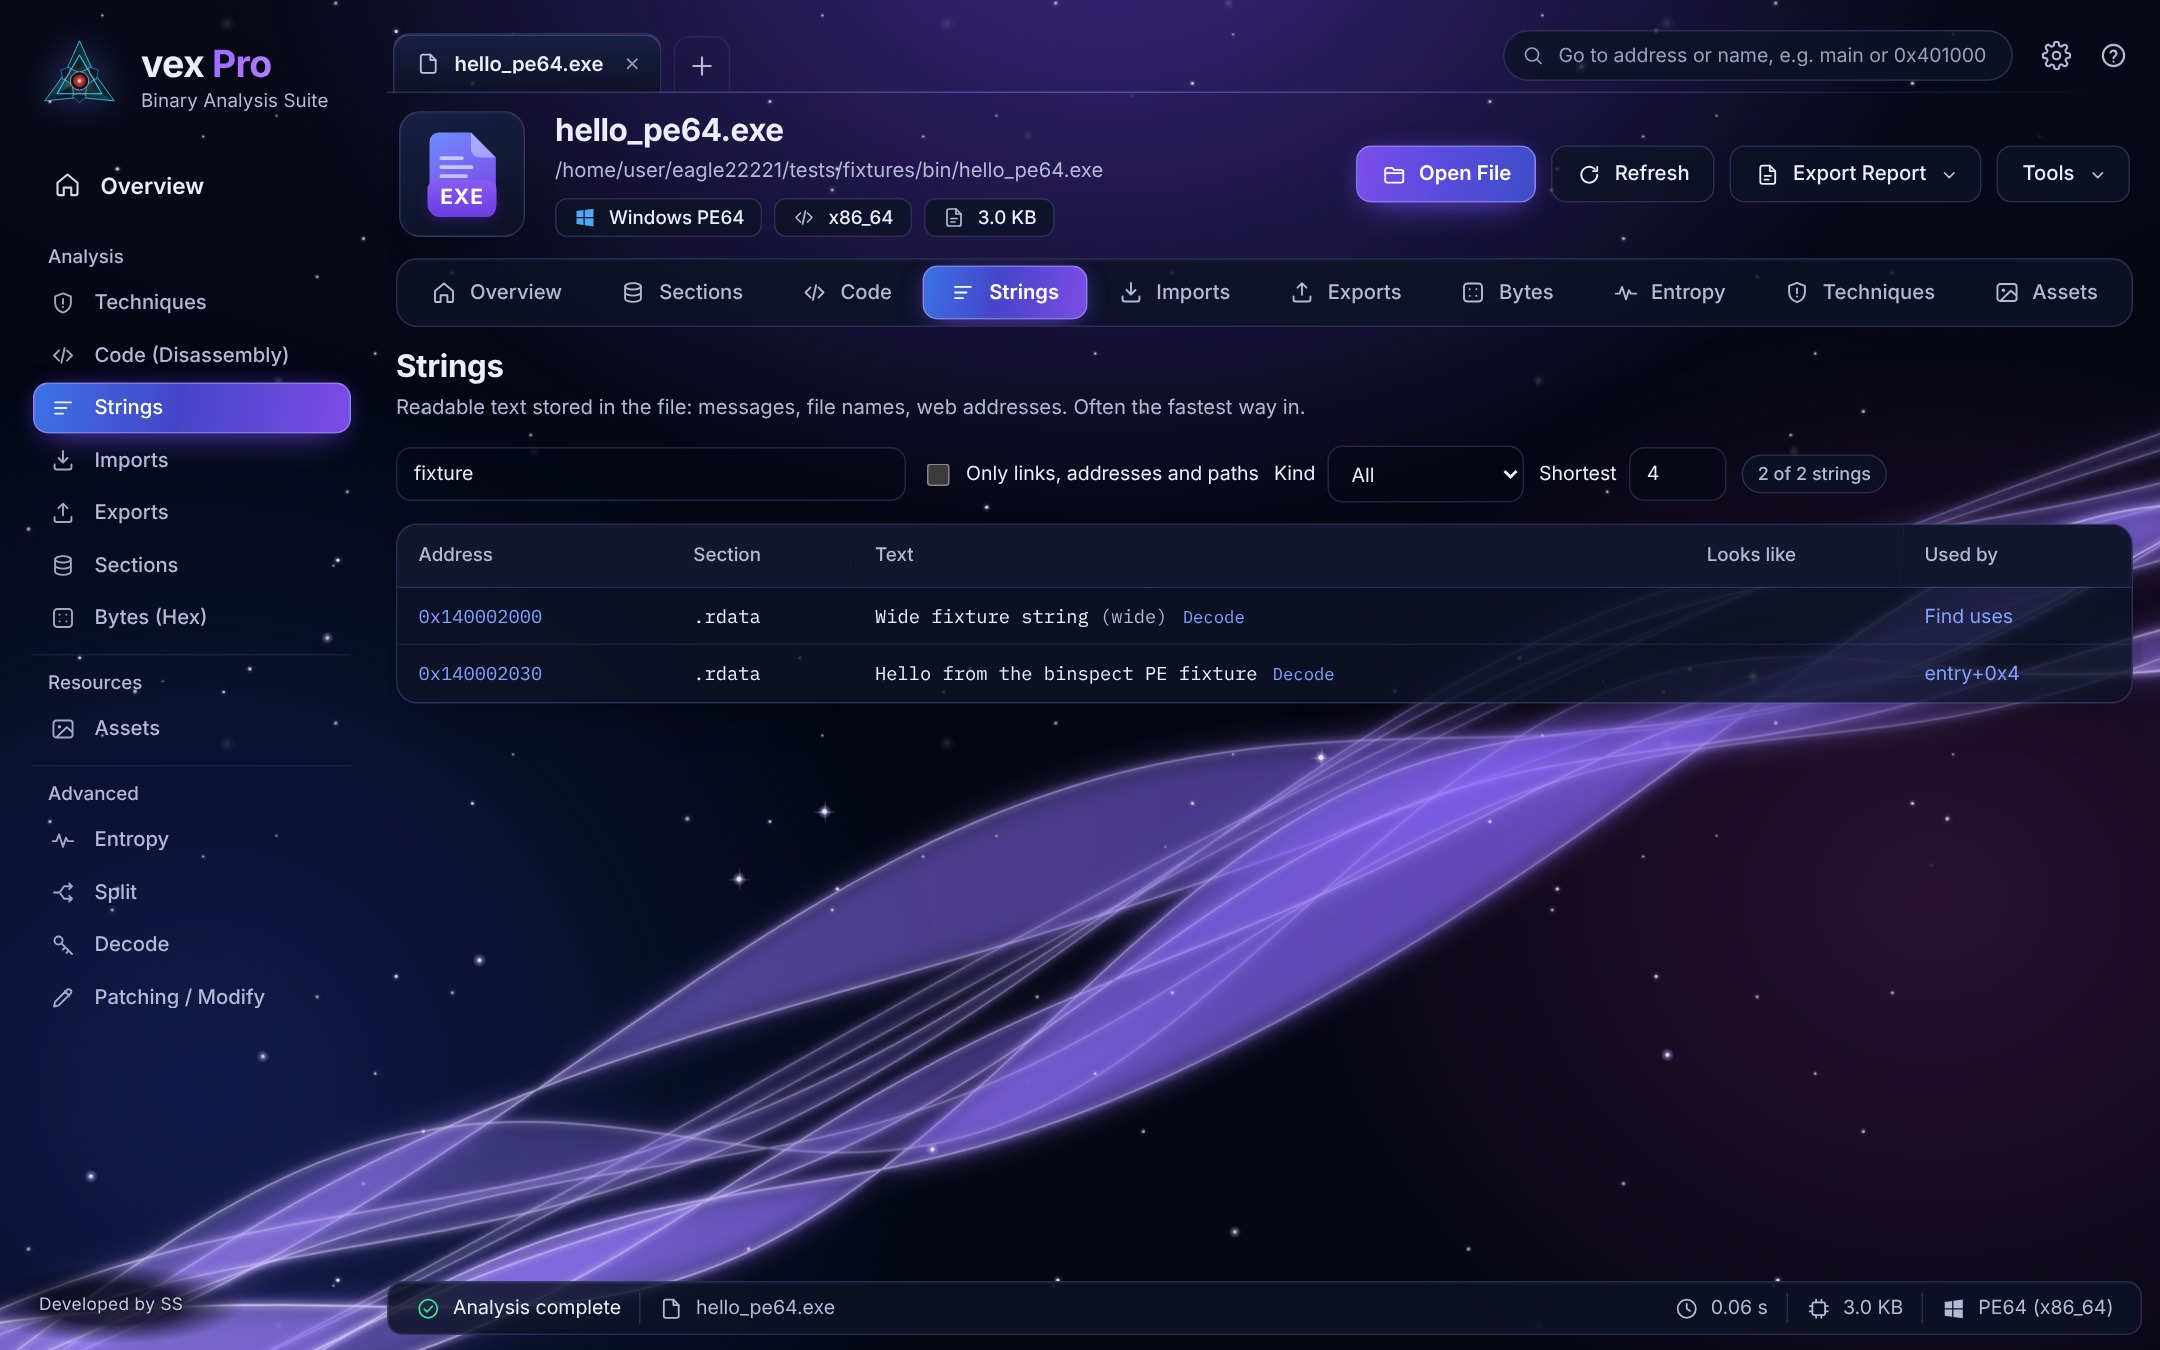 vex Pro
Binary Analysis Suite
hello_pe64.exe
Go to address or name, e.g. main or 0x401000
EXE
hello_pe64.exe
/home/user/eagle22221/tests/fixtures/bin/hello_pe64.exe
Windows PE64
x86_64
3.0 KB
Open File
Refresh
Export Report
Tools
Overview
Analysis
Techniques
Code (Disassembly)
Strings
Imports
Exports
Sections
Bytes (Hex)
Resources
Assets
Advanced
Entropy
Split
Decode
Patching / Modify
Developed by SS
Overview
Sections
Code
Strings
Imports
Exports
Bytes
Entropy
Techniques
Assets
Strings
Readable text stored in the file: messages, file names, web addresses. Often the fastest way in.
fixture
Only links, addresses and paths
Kind
All
Shortest
4
2 of 2 strings
Address Section Text Looks like Used by
0x140002000 .rdata Wide fixture string (wide) Decode Find uses
0x140002030 .rdata Hello from the binspect PE fixture Decode entry+0x4
Analysis complete
hello_pe64.exe
0.06 s
3.0 KB
PE64 (x86_64)